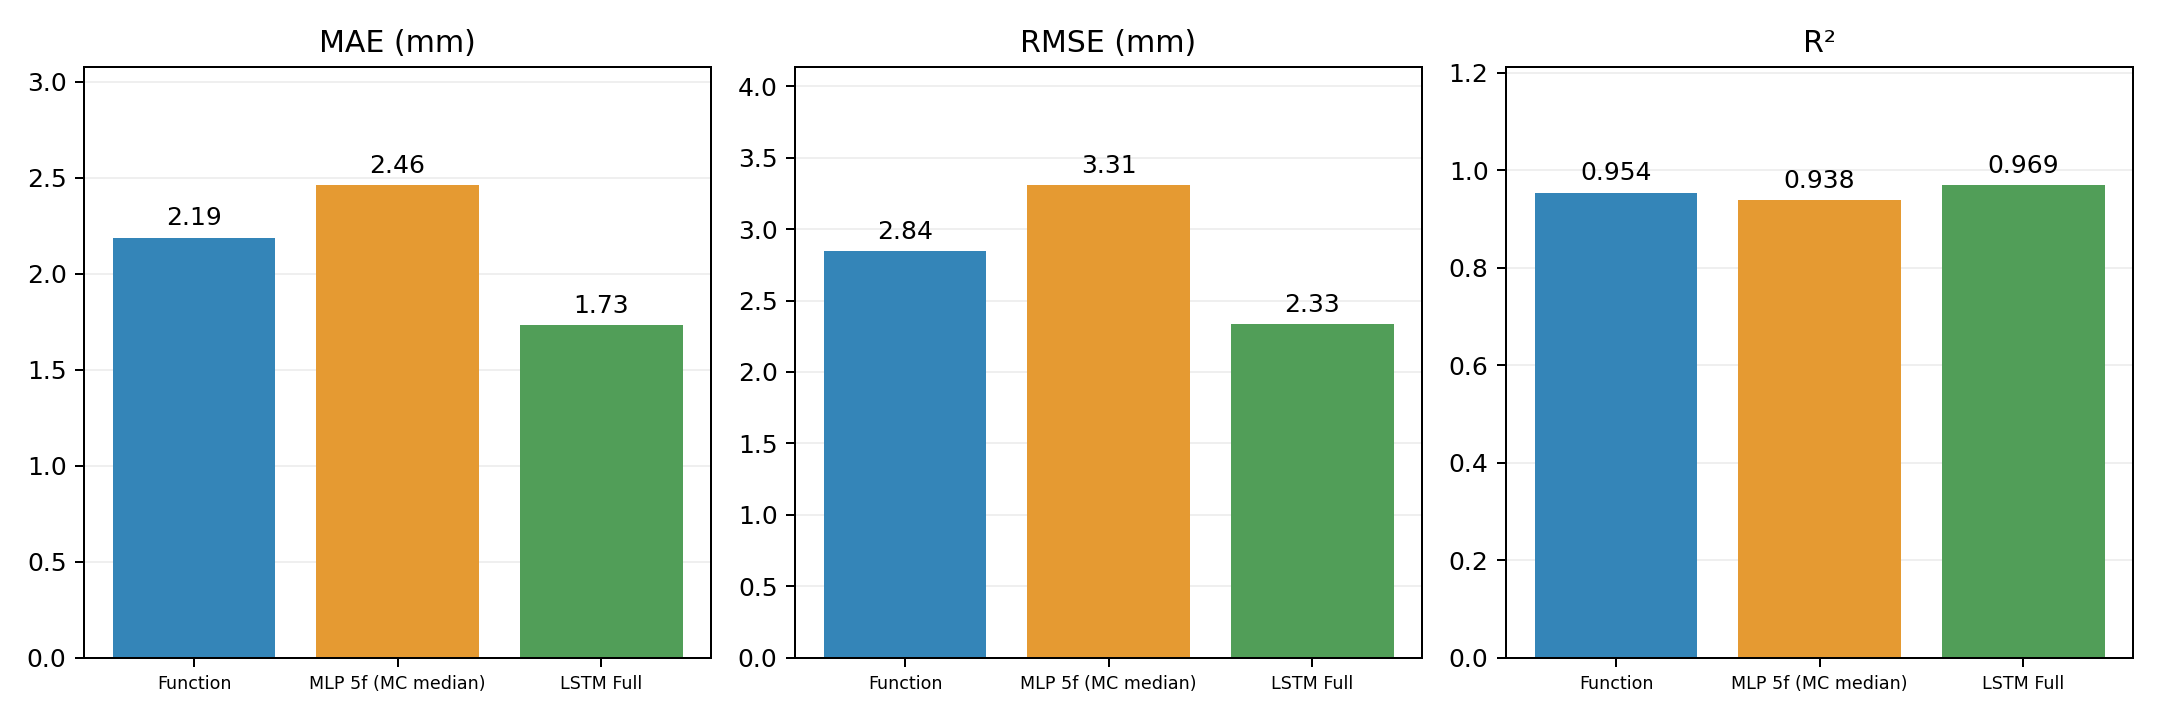 MAE (mm)
3.0
2.5
2.0
1.5
1.0
0.5
0.0
2.19
2.46
1.73
Function
MLP 5f (MC median)
LSTM Full
RMSE (mm)
4.0
3.5
3.0
2.5
2.0
1.5
1.0
0.5
0.0
2.84
3.31
2.33
Function
MLP 5f (MC median)
LSTM Full
R²
1.2
1.0
0.8
0.6
0.4
0.2
0.0
0.954
0.938
0.969
Function
MLP 5f (MC median)
LSTM Full